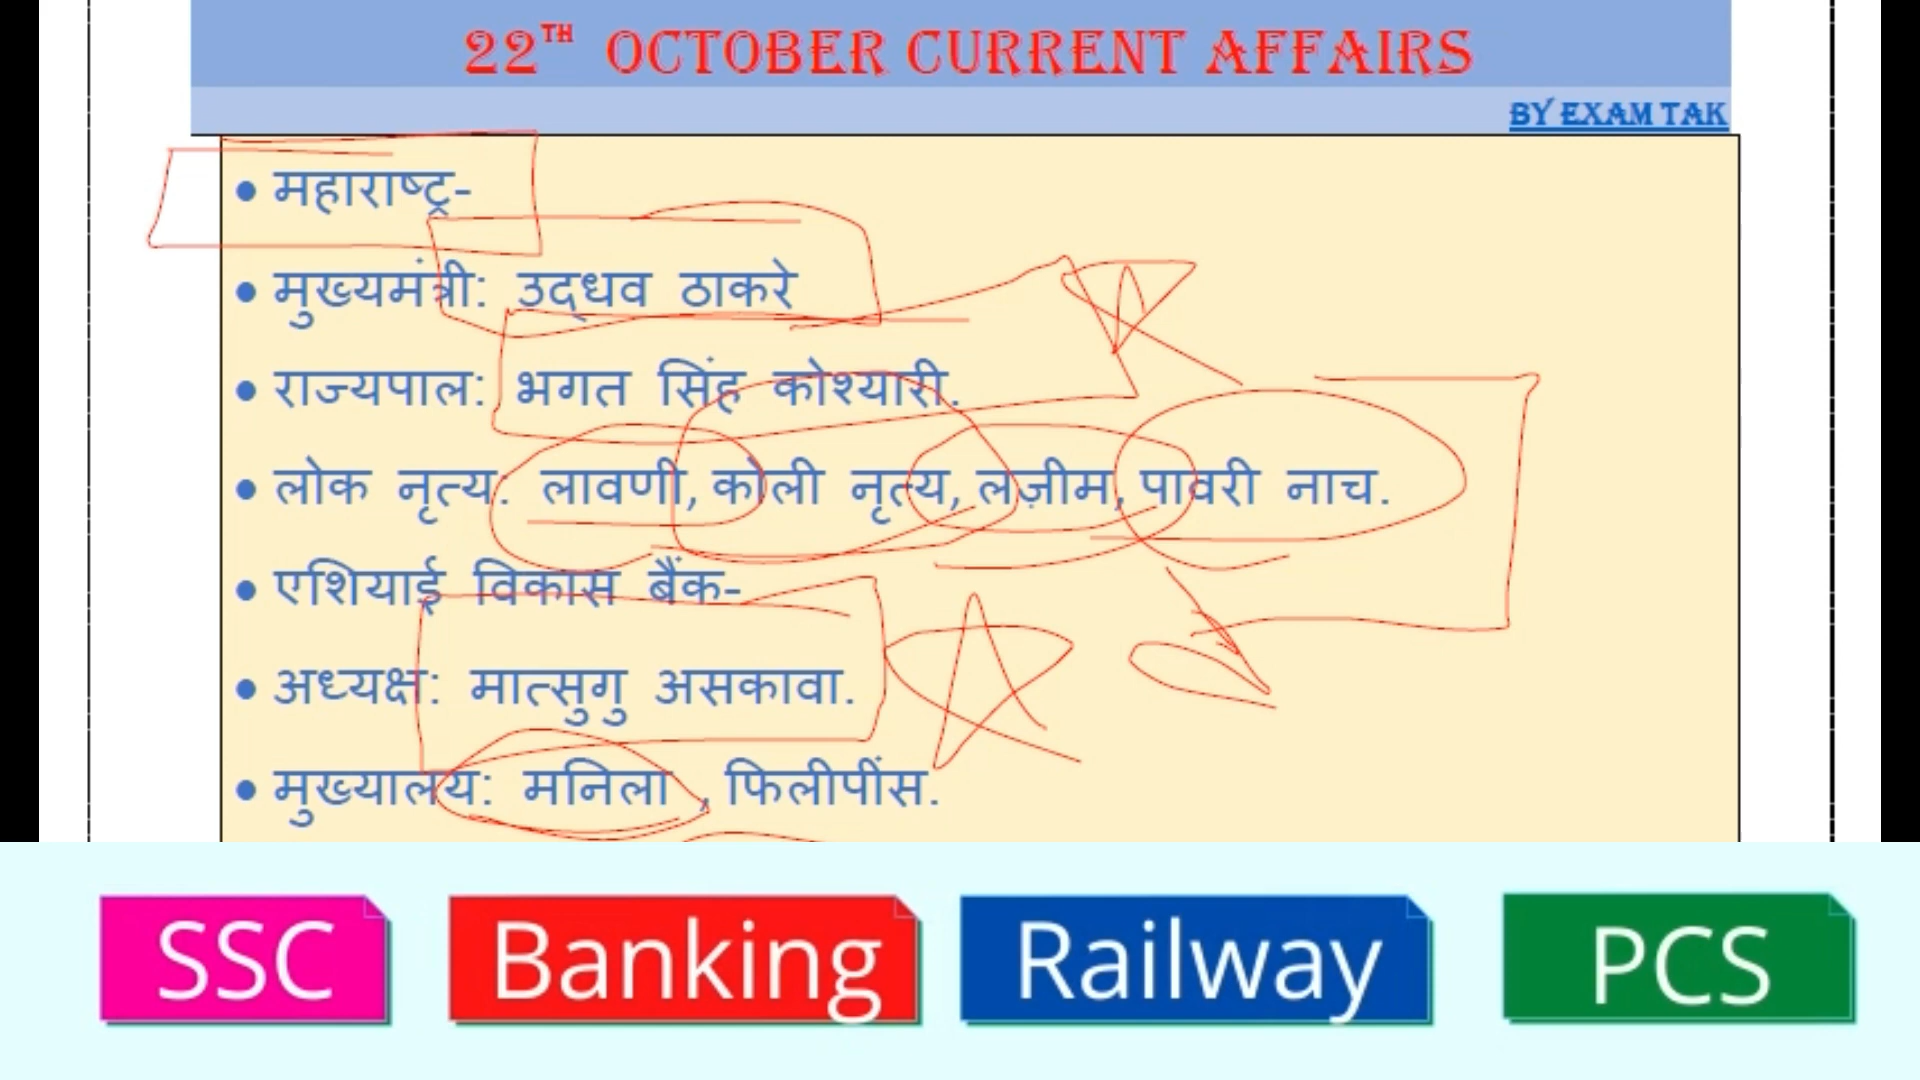 22TH OCTOBER CURRENT AFFAIRS
BY EXAM TAK
• महाराष्ट्र-
• मुख्यमंत्री: उद्धव ठाकरे
• राज्यपाल: भगत सिंह कोश्यारी.
• लोक नृत्य. लावणी, कोली नृत्य, लज़ीम, पावरी नाच.
• एशियाई विकास बैंक-
• अध्यक्ष: मात्सुगु असकावा.
• मुख्यालय: मनिला , फिलीपींस.
SSC Banking Railway PCS